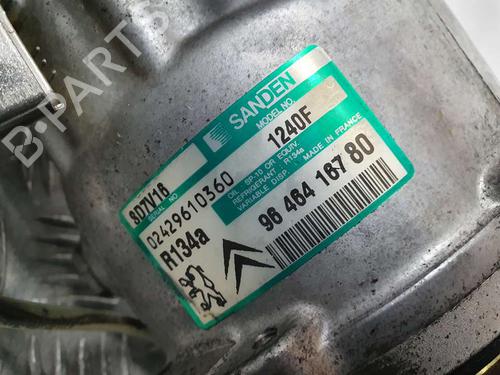 SANDEN
SD7V16
MODEL NO.
1240F
SERIAL NO
02429610360
OIL : SP-10 OR EQUIV.
REFRIGERANT : R134a
VARIABLE DISP. MADE IN FRANCE
R134a
96 464 167 80
B-PARTS